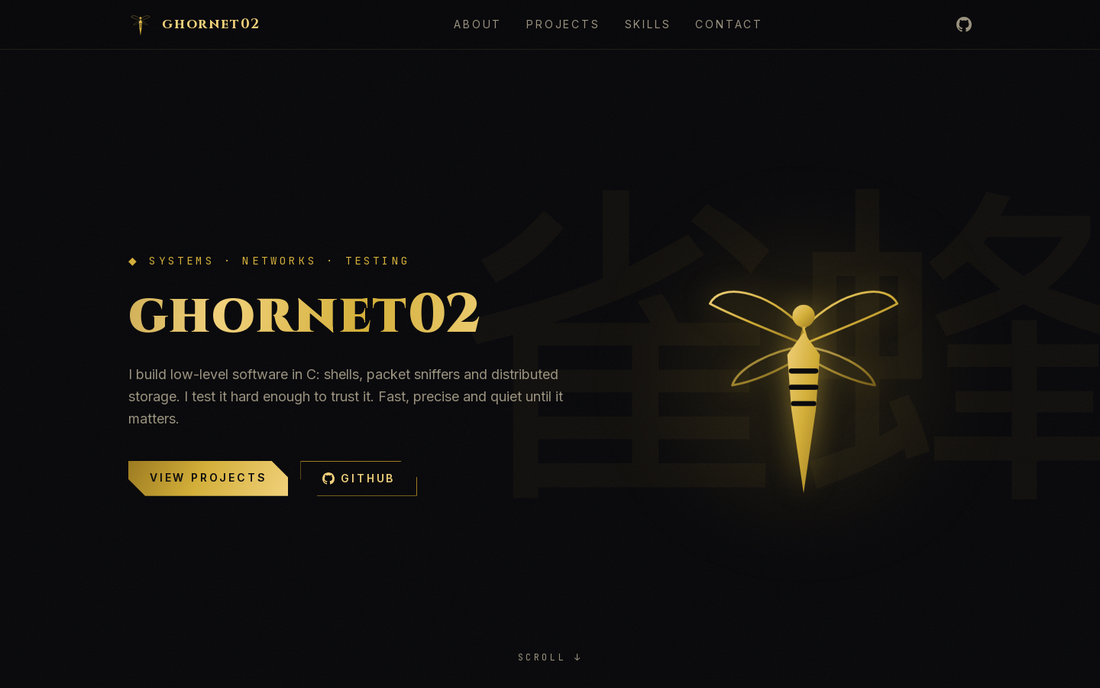 GHORNET02
ABOUT PROJECTS SKILLS CONTACT
◆ SYSTEMS · NETWORKS · TESTING
GHORNET02
I build low-level software in C: shells, packet sniffers and distributed
storage. I test it hard enough to trust it. Fast, precise and quiet until it
matters.
雀蜂
VIEW PROJECTS
GITHUB
SCROLL ↓